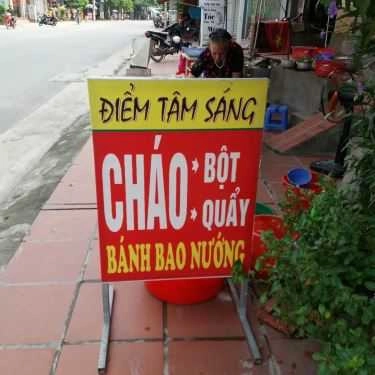 ĐIỂM TÂM SÁNG
CHÁO
BỘT
QUẨY
BÁNH BAO NƯỚNG